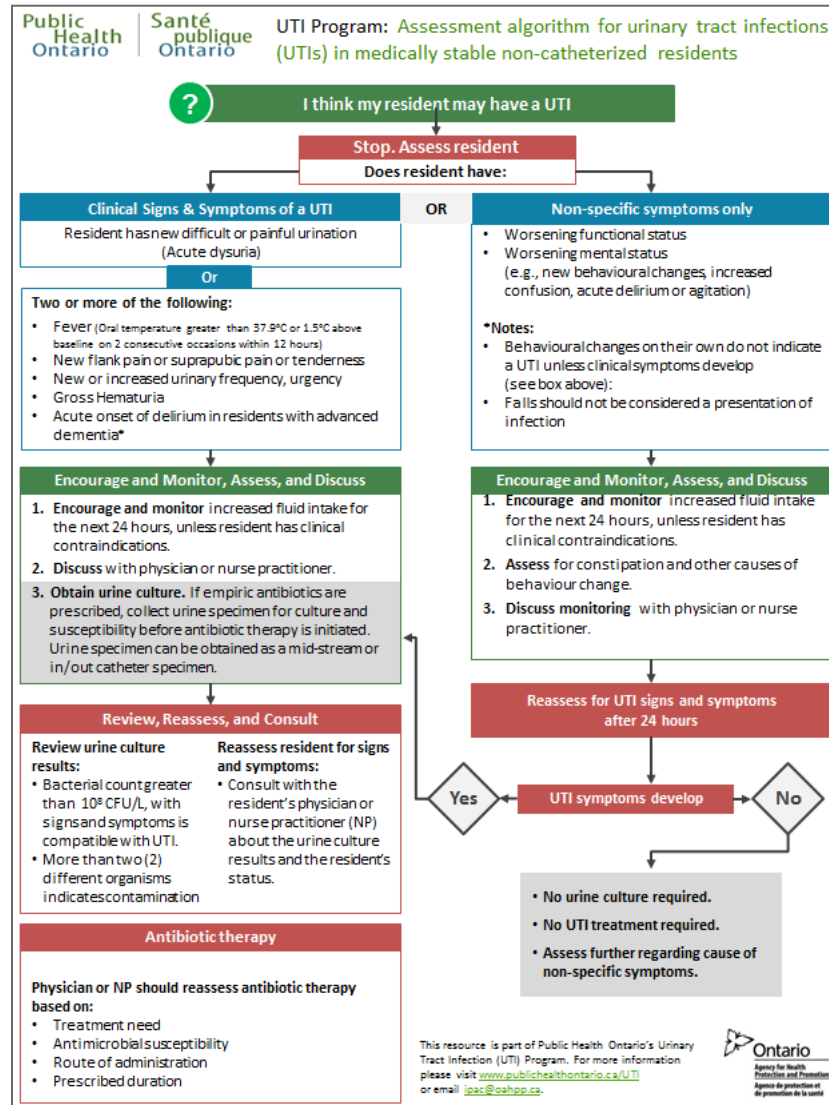 Public
Health
Ontario
Santé
publique
Ontario
UTI Program: Assessment algorithm for urinary tract infections
(UTIs) in medically stable non-catheterized residents
?
I think my resident may have a UTI
Stop. Assess resident
Does resident have:
Clinical Signs & Symptoms of a UTI
Resident has new difficult or painful urination
(Acute dysuria)
Or
Two or more of the following:
• Fever (Oral temperature greater than 37.9°C or 1.5°C above
baseline on 2 consecutive occasions within 12 hours)
• New flank pain or suprapubic pain or tenderness
• New or increased urinary frequency, urgency
• Gross Hematuria
• Acute onset of delirium in residents with advanced
dementia*
OR
Non-specific symptoms only
• Worsening functional status
• Worsening mental status
(e.g., new behavioural changes, increased
confusion, acute delirium or agitation)
*Notes:
• Behavioural changes on their own do not indicate
a UTI unless clinical symptoms develop
(see box above):
• Falls should not be considered a presentation of
infection
Encourage and Monitor, Assess, and Discuss
1. Encourage and monitor increased fluid intake for
the next 24 hours, unless resident has clinical
contraindications.
2. Discuss with physician or nurse practitioner.
3. Obtain urine culture. If empiric antibiotics are
prescribed, collect urine specimen for culture and
susceptibility before antibiotic therapy is initiated.
Urine specimen can be obtained as a mid-stream or
in/out catheter specimen.
Encourage and Monitor, Assess, and Discuss
1. Encourage and monitor increased fluid intake
for the next 24 hours, unless resident has
clinical contraindications.
2. Assess for constipation and other causes of
behaviour change.
3. Discuss monitoring with physician or nurse
practitioner.
Reassess for UTI signs and symptoms
after 24 hours
Yes
UTI symptoms develop
No
Review, Reassess, and Consult
Review urine culture
results:
• Bacterial count greater
than 10⁸ CFU/L, with
signs and symptoms is
compatible with UTI.
• More than two (2)
different organisms
indicates contamination
Reassess resident for signs
and symptoms:
• Consult with the
resident's physician or
nurse practitioner (NP)
about the urine culture
results and the resident's
status.
• No urine culture required.
• No UTI treatment required.
• Assess further regarding cause of
non-specific symptoms.
Antibiotic therapy
Physician or NP should reassess antibiotic therapy
based on:
• Treatment need
• Antimicrobial susceptibility
• Route of administration
• Prescribed duration
This resource is part of Public Health Ontario's Urinary
Tract Infection (UTI) Program. For more information
please visit www.publichealthontario.ca/UTI
or email ipac@oahpp.ca.
Ontario
Agency for Health
Protection and Promotion
Agence de protection et
de promotion de la santé